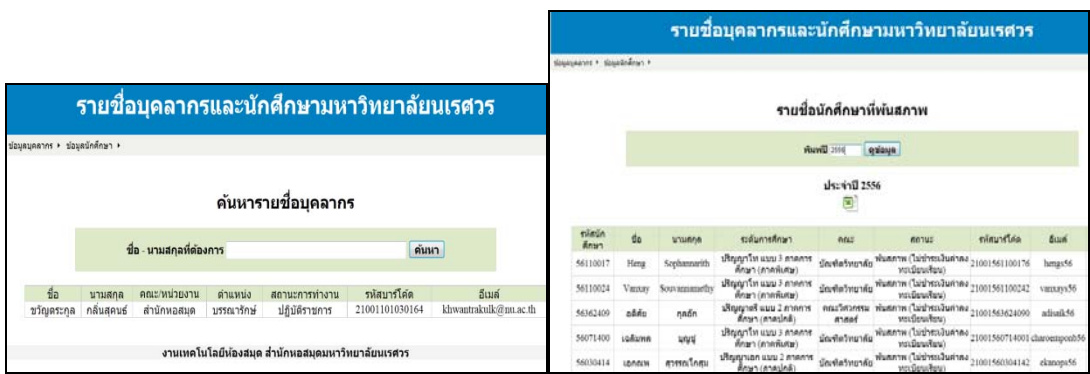 รายชื่อบุคลากรและนักศึกษามหาวิทยาลัยนเรศวร
ข้อมูลบุคลากร ข้อมูลนักศึกษา
ค้นหารายชื่อบุคลากร
ชื่อ - นามสกุลที่ต้องการ ค้นหา
ชื่อ นามสกุล คณะ/หน่วยงาน ตำแหน่ง สถานะการทำงาน รหัสบาร์โค้ด อีเมล์
ขวัญตระกูล กลิ่นสุคนธ์ สำนักหอสมุด บรรณารักษ์ ปฏิบัติราชการ 21001101030164 khwantrakulk@nu.ac.th
งานเทคโนโลยีห้องสมุด สำนักหอสมุดมหาวิทยาลัยนเรศวร
รายชื่อบุคลากรและนักศึกษามหาวิทยาลัยนเรศวร
ข้อมูลบุคลากร ข้อมูลนักศึกษา
รายชื่อนักศึกษาที่พ้นสภาพ
พิมพ์ปี 2556 ดูข้อมูล
ประจำปี 2556
รหัสนักศึกษา ชื่อ นามสกุล ระดับการศึกษา คณะ สถานะ รหัสบาร์โค้ด อีเมล์
56110017 Heng Sophannarith ปริญญาโท แบบ 3 ภาคการ บัณฑิตวิทยาลัย พ้นสภาพ (ไม่ชำระเงินค่าลง 21001561100176 hengs56
ศึกษา (ภาคพิเศษ) ทะเบียนเรียน)
56110024 Vanxay Souvannamethy ปริญญาโท แบบ 3 ภาคการ บัณฑิตวิทยาลัย พ้นสภาพ (ไม่ชำระเงินค่าลง 21001561100242 vanxays56
ศึกษา (ภาคพิเศษ) ทะเบียนเรียน)
56362409 กุลอัก ปริญญาตรี แบบ 2 ภาคการ คณะวิศวกรรม พ้นสภาพ (ไม่ชำระเงินค่าลง 21001563624090
ศึกษา (ภาคปกติ) ศาสตร์ ทะเบียนเรียน)
56071400 เฉลิมพล บุญชู ปริญญาโท แบบ 3 ภาคการ บัณฑิตวิทยาลัย พ้นสภาพ (ไม่ชำระเงินค่าลง 21001560714001
ศึกษา (ภาคพิเศษ) ทะเบียนเรียน)
56030414 เอกณพ ปริญญาเอก แบบ 2 ภาคการ บัณฑิตวิทยาลัย พ้นสภาพ (ไม่ชำระเงินค่าลง 21001560304142 ekanops56
ศึกษา (ภาคปกติ) ทะเบียนเรียน)